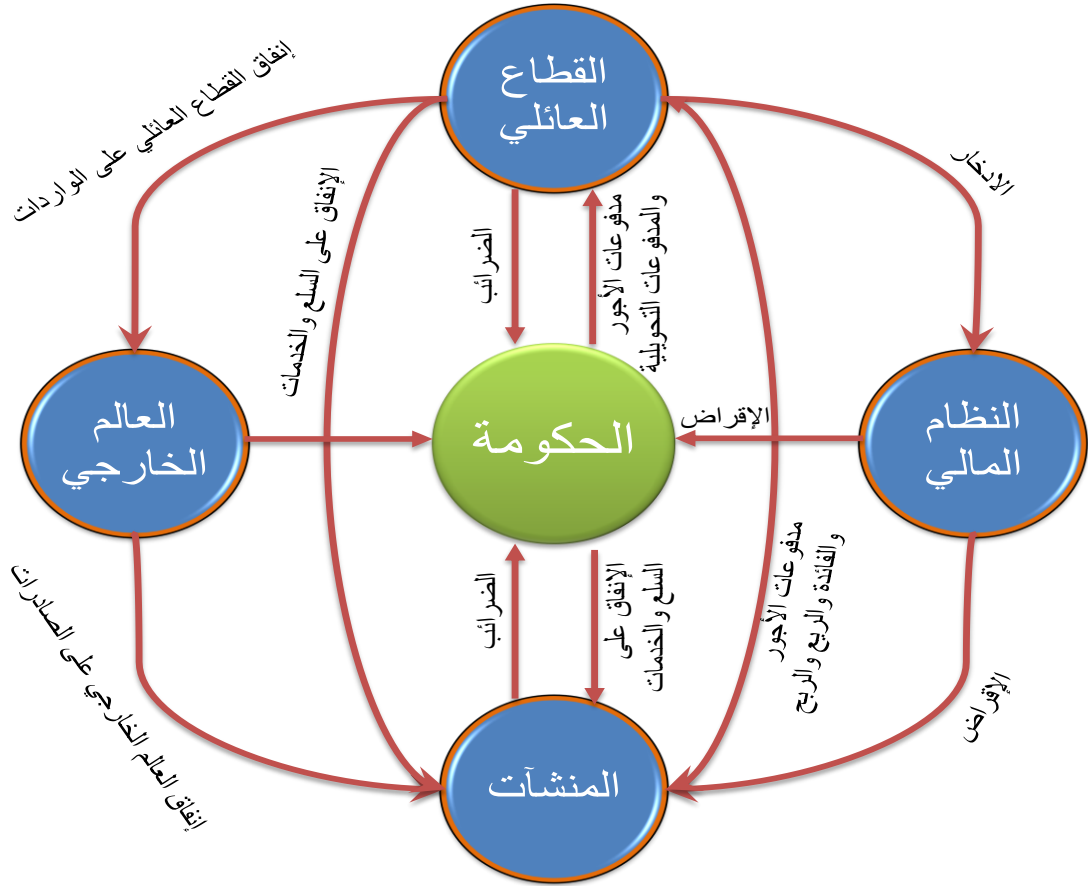 القطاع
العائلي
إنفاق القطاع العائلي على الواردات
الادخار
الإنفاق على السلع والخدمات
الضرائب
مدفوعات الأجور
والمدفوعات التحويلية
العالم
الخارجي
الحكومة
الإقراض
النظام
المالي
إنفاق العالم الخارجي على الصادرات
الضرائب
الإنفاق على
السلع والخدمات
مدفوعات الأجور
والفائدة والريع والربح
الإقراض
المنشآت